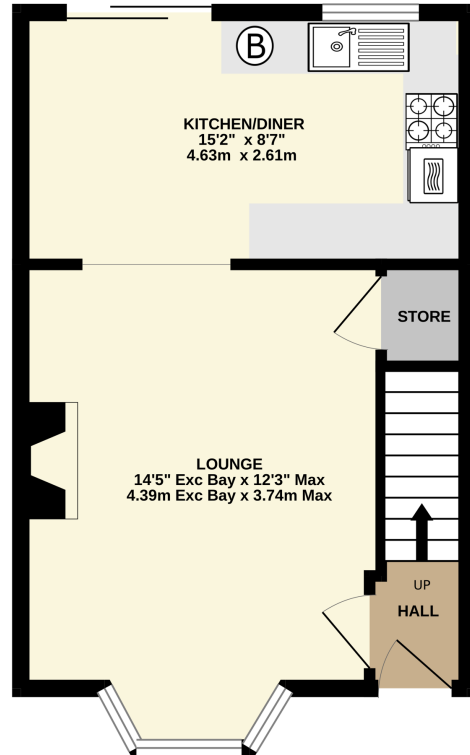 B
KITCHEN/DINER
15'2" x 8'7"
4.63m x 2.61m
STORE
LOUNGE
14'5" Exc Bay x 12'3" Max
4.39m Exc Bay x 3.74m Max
UP
HALL